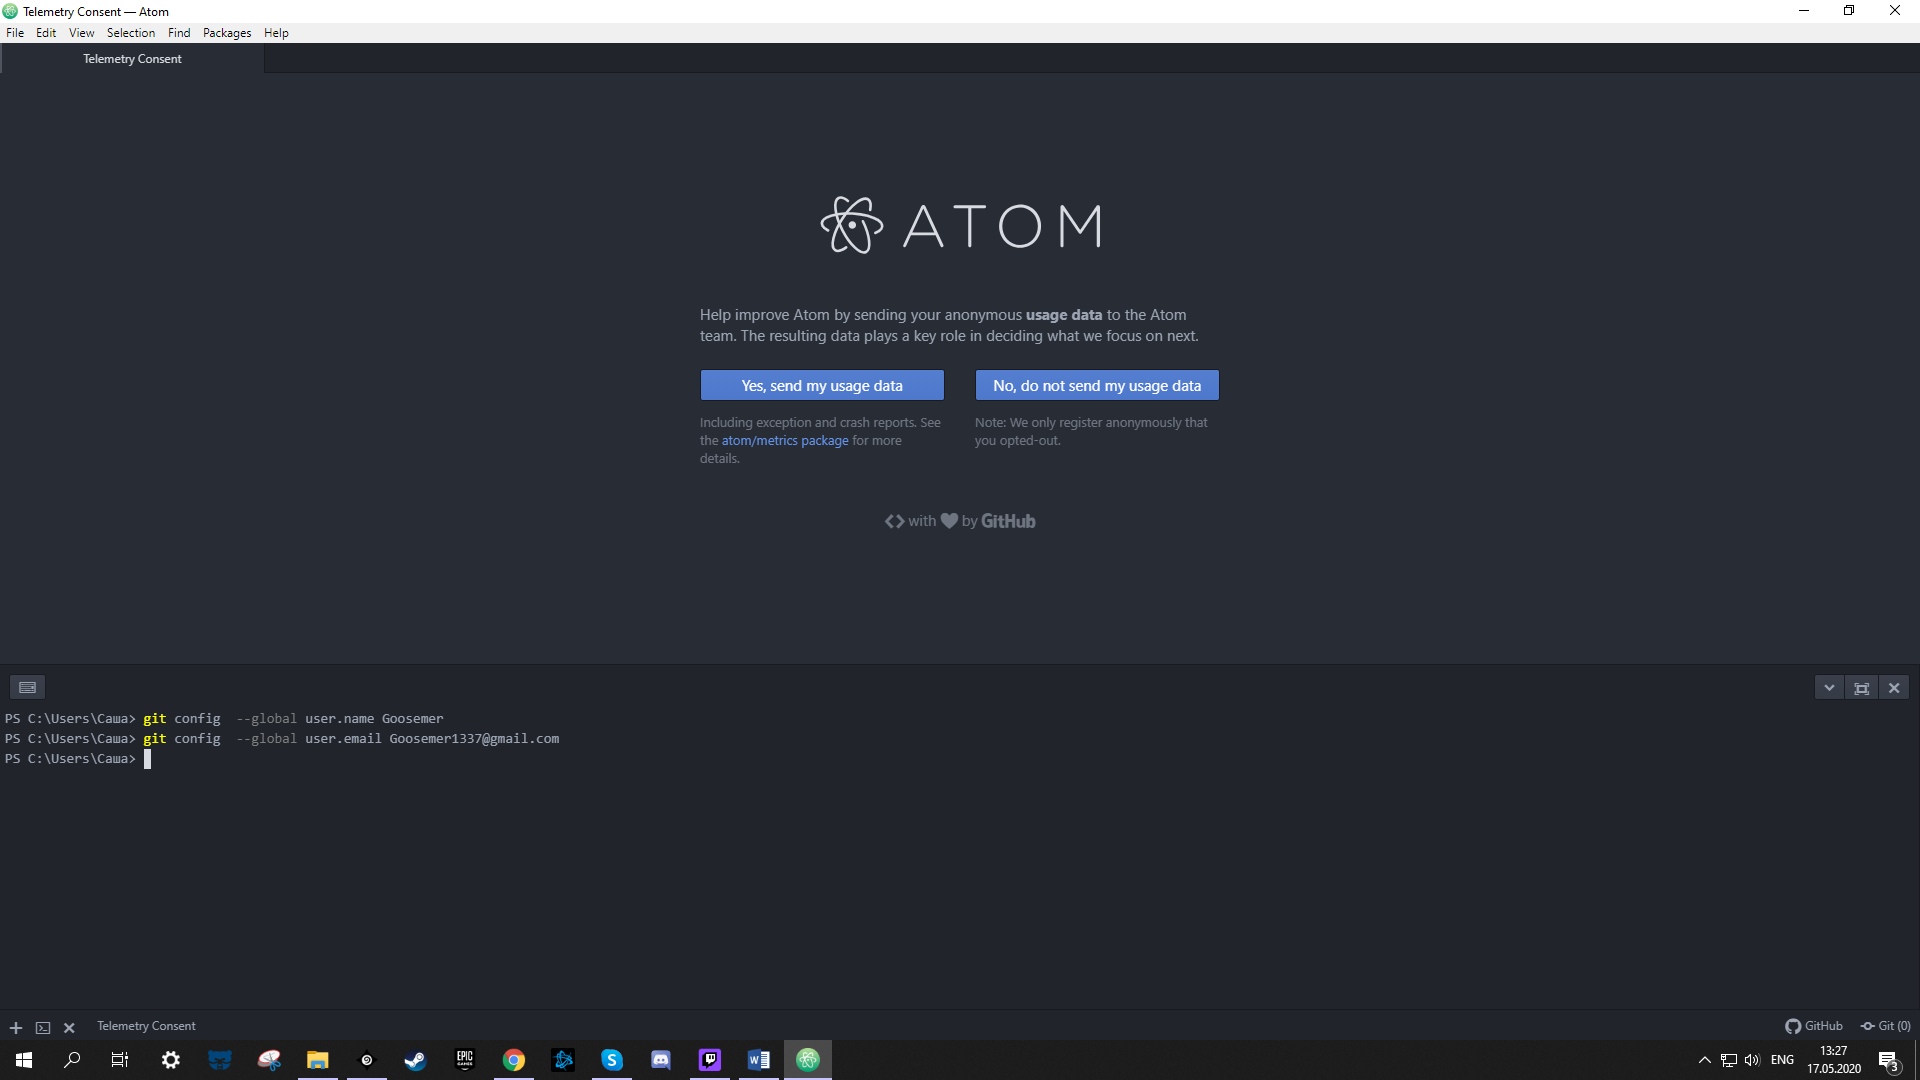 Telemetry Consent — Atom
File Edit View Selection Find Packages Help
Telemetry Consent
ATOM
Help improve Atom by sending your anonymous usage data to the Atom
team. The resulting data plays a key role in deciding what we focus on next.
Yes, send my usage data
No, do not send my usage data
Including exception and crash reports. See
the atom/metrics package for more
details.
Note: We only register anonymously that
you opted-out.
with by GitHub
PS C:\Users\Саша> git config  --global user.name Goosemer
PS C:\Users\Саша> git config  --global user.email Goosemer1337@gmail.com
PS C:\Users\Саша>
Telemetry Consent
GitHub Git (0)
EPIC
GAMES
ENG
13:27
17.05.2020
3